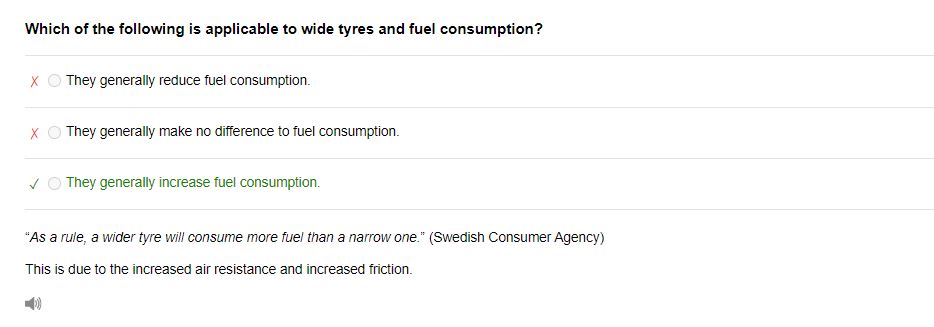 Which of the following is applicable to wide tyres and fuel consumption?
They generally reduce fuel consumption.
They generally make no difference to fuel consumption.
They generally increase fuel consumption.
“As a rule, a wider tyre will consume more fuel than a narrow one.” (Swedish Consumer Agency)
This is due to the increased air resistance and increased friction.